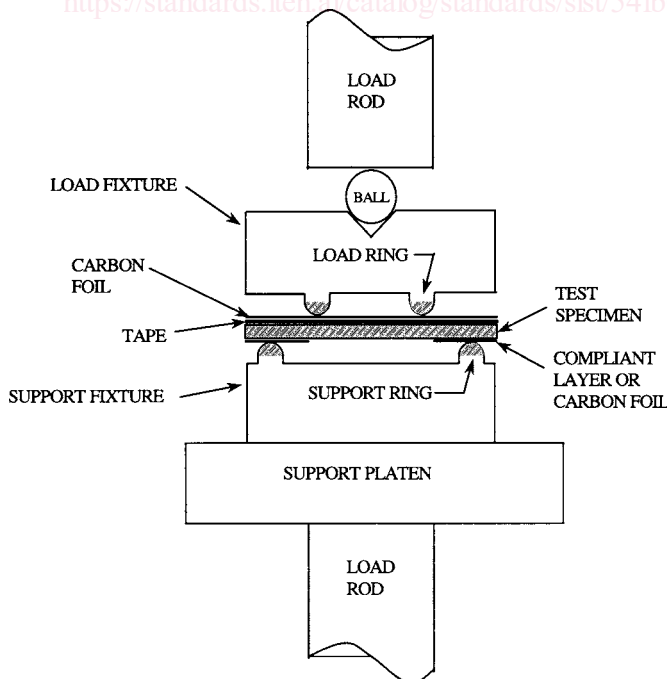 LOAD
ROD
BALL
LOAD FIXTURE
LOAD RING
CARBON
FOIL
TAPE
TEST
SPECIMEN
COMPLIANT
LAYER OR
CARBON FOIL
SUPPORT FIXTURE
SUPPORT RING
SUPPORT PLATEN
LOAD
ROD